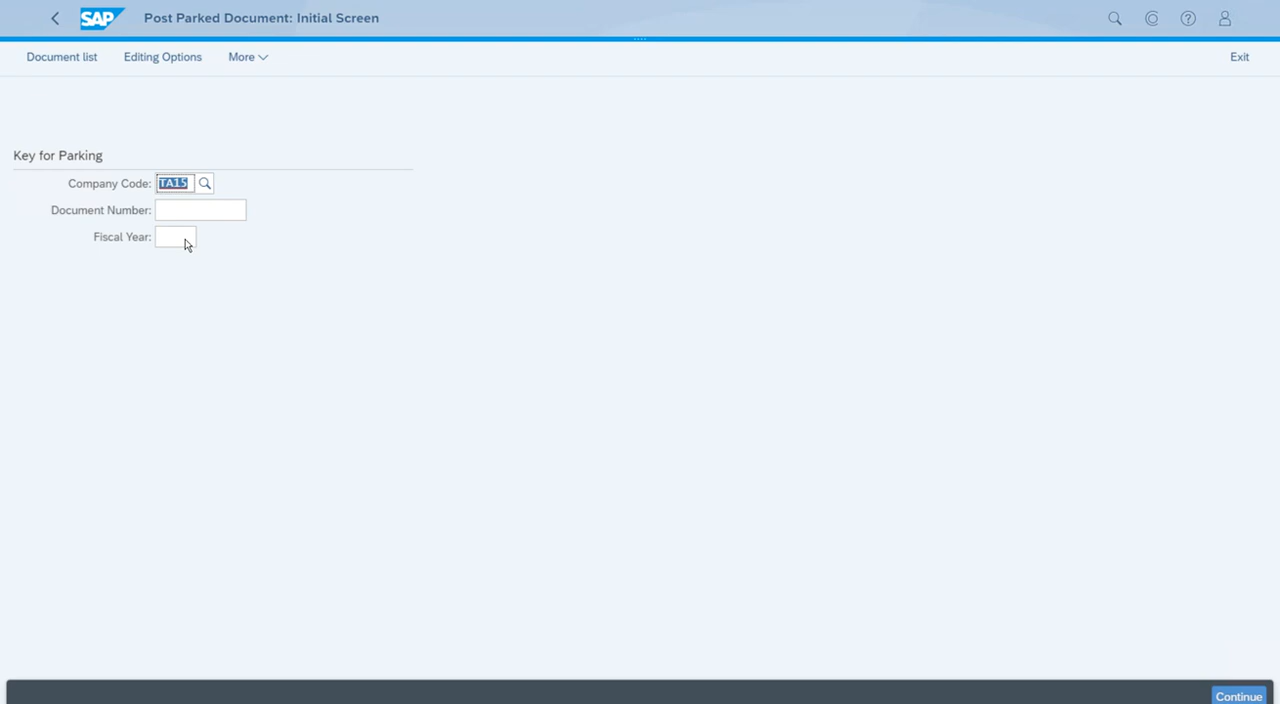 SAP Post Parked Document: Initial Screen
Document list Editing Options More Exit
Key for Parking
Company Code: TA15
Document Number:
Fiscal Year:
Continue